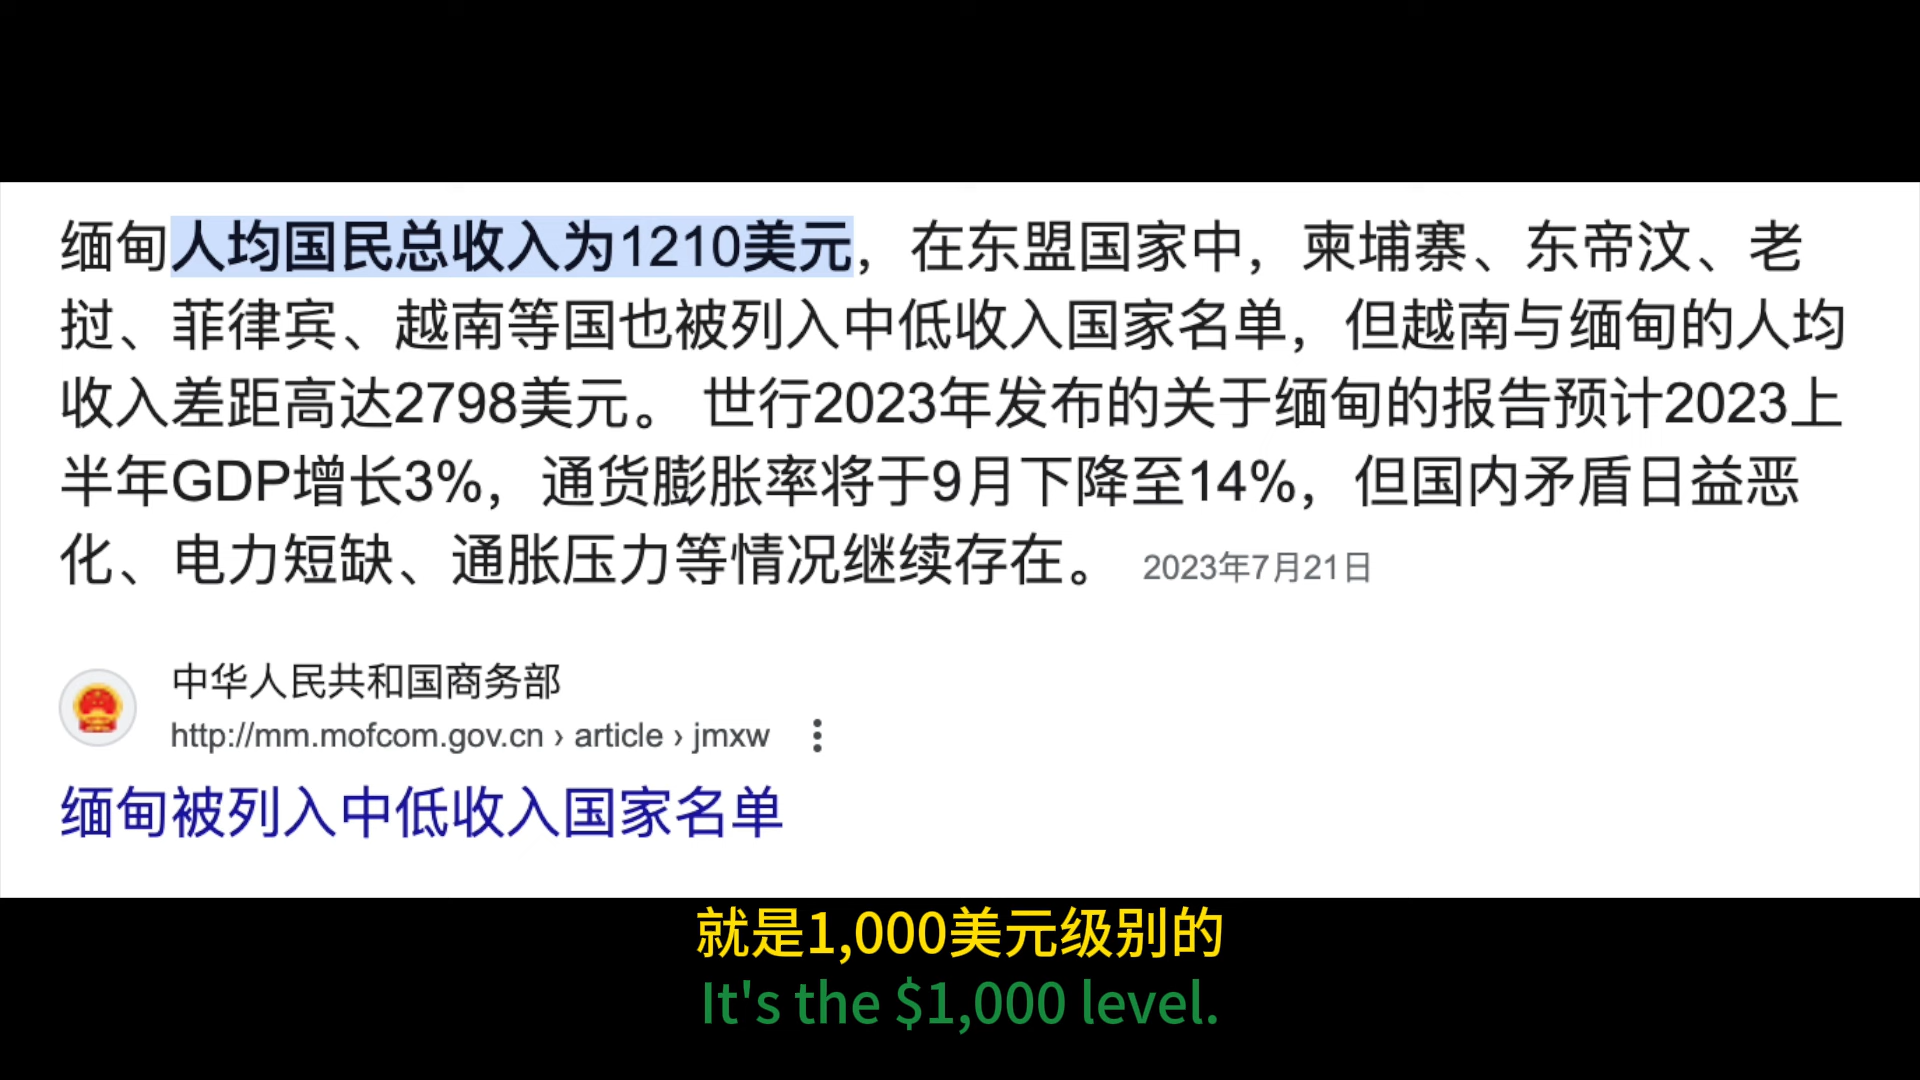 缅甸人均国民总收入为1210美元，在东盟国家中，柬埔寨、东帝汶、老
挝、菲律宾、越南等国也被列入中低收入国家名单，但越南与缅甸的人均
收入差距高达2798美元。 世行2023年发布的关于缅甸的报告预计2023上
半年GDP增长3%，通货膨胀率将于9月下降至14%，但国内矛盾日益恶
化、电力短缺、通胀压力等情况继续存在。 2023年7月21日
中华人民共和国商务部
http://mm.mofcom.gov.cn › article › jmxw
缅甸被列入中低收入国家名单
就是1,000美元级别的
It's the $1,000 level.